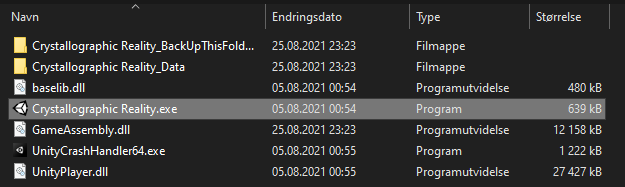 Navn Endringsdato Type Størrelse
Crystallographic Reality_BackUpThisFold... 25.08.2021 23:23 Filmappe
Crystallographic Reality_Data 25.08.2021 23:23 Filmappe
baselib.dll 05.08.2021 00:54 Programutvidelse 480 kB
Crystallographic Reality.exe 05.08.2021 00:54 Program 639 kB
GameAssembly.dll 25.08.2021 23:23 Programutvidelse 12 158 kB
UnityCrashHandler64.exe 05.08.2021 00:55 Program 1 222 kB
UnityPlayer.dll 05.08.2021 00:55 Programutvidelse 27 427 kB